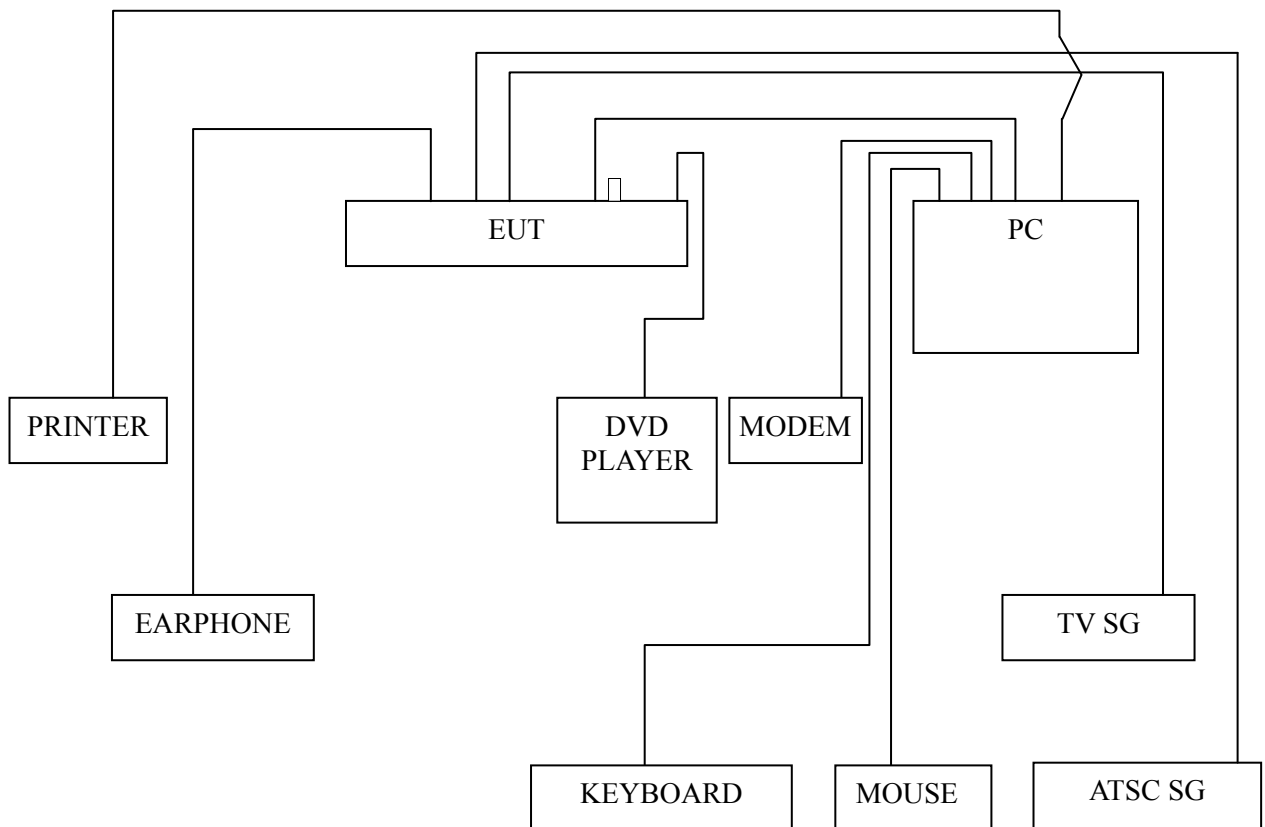 EUT
PC
PRINTER
DVD
PLAYER
MODEM
EARPHONE
TV SG
KEYBOARD
MOUSE
ATSC SG